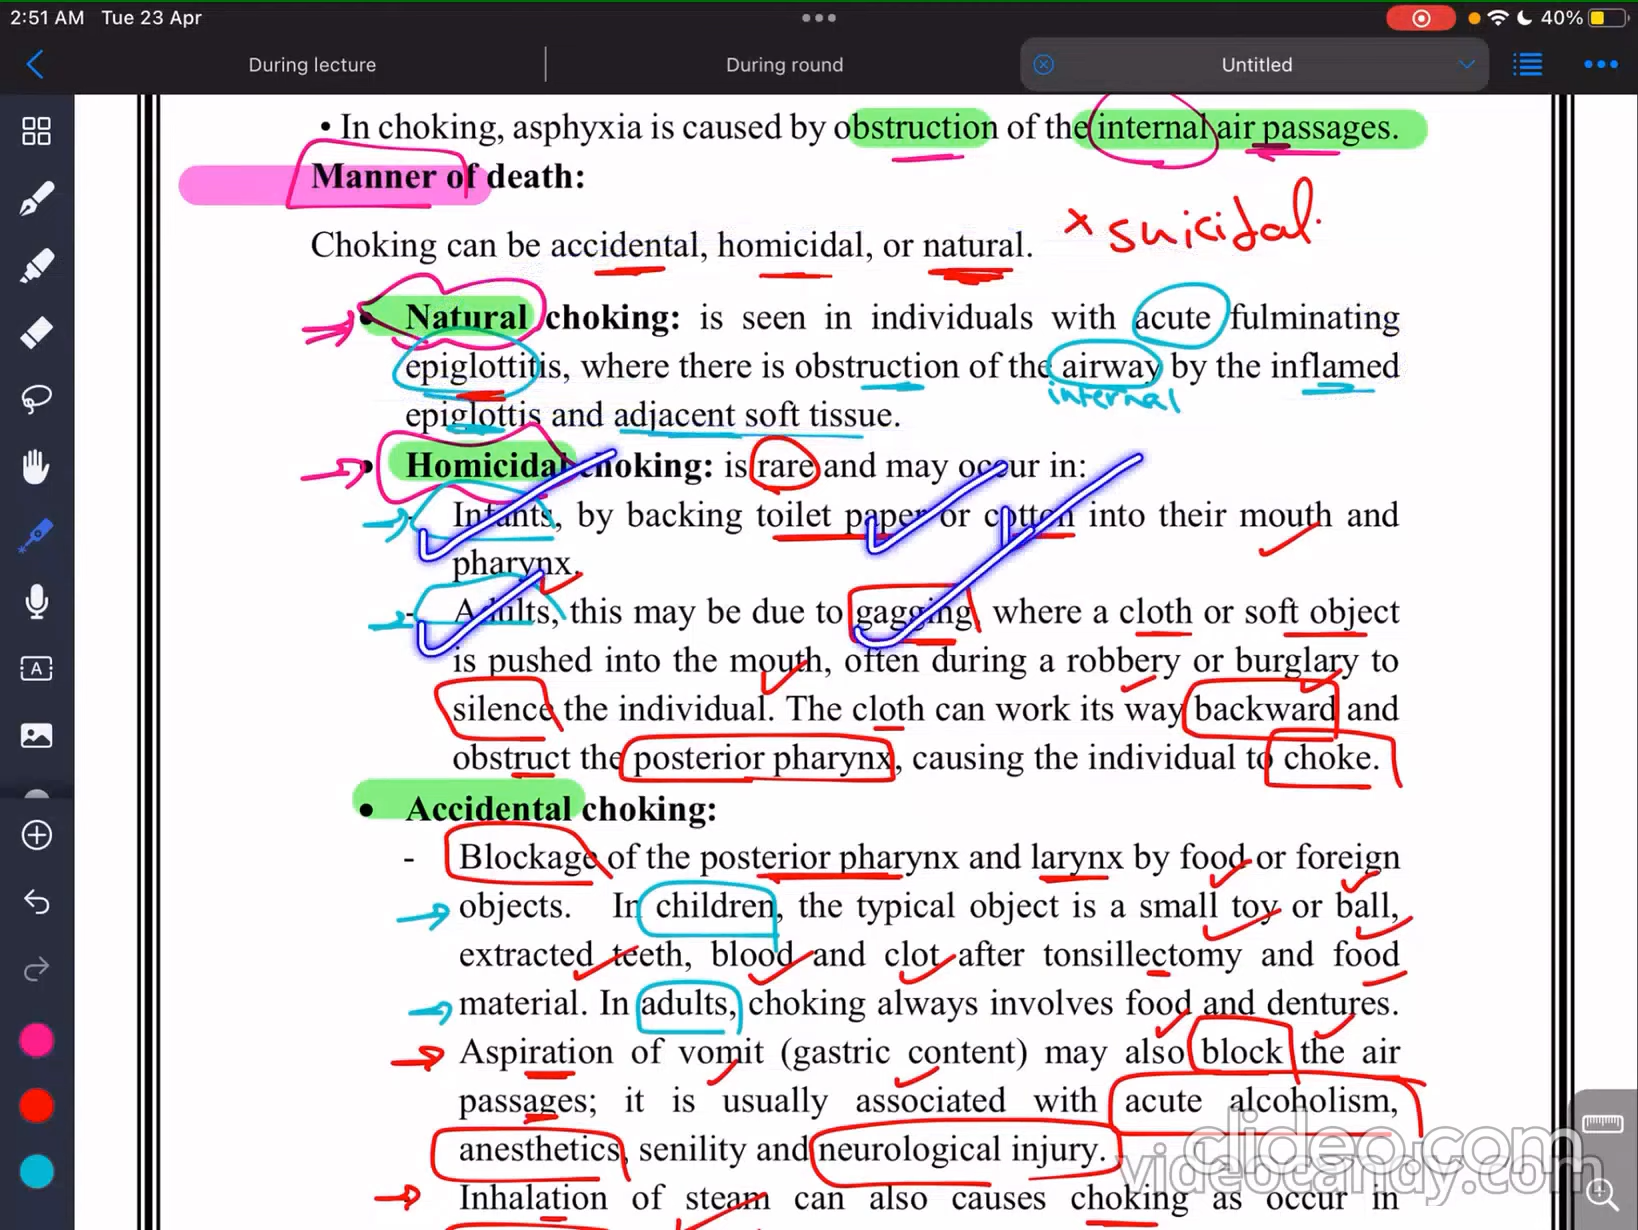 2:51 AM Tue 23 Apr
40%
During lecture
During round
Untitled
• In choking, asphyxia is caused by obstruction of the internal air passages.
Manner of death:
× suicidal.
Choking can be accidental, homicidal, or natural.
• Natural choking: is seen in individuals with acute fulminating
epiglottitis, where there is obstruction of the airway by the inflamed
internal
epiglottis and adjacent soft tissue.
• Homicidal choking: is rare and may occur in:
- Infants, by backing toilet paper or cotton into their mouth and
pharynx.
- Adults, this may be due to gagging, where a cloth or soft object
is pushed into the mouth, often during a robbery or burglary to
silence the individual. The cloth can work its way backward and
obstruct the posterior pharynx, causing the individual to choke.
• Accidental choking:
- Blockage of the posterior pharynx and larynx by food or foreign
objects. In children, the typical object is a small toy or ball,
extracted teeth, blood and clot after tonsillectomy and food
material. In adults, choking always involves food and dentures.
Aspiration of vomit (gastric content) may also block the air
passages; it is usually associated with acute alcoholism,
anesthetics, senility and neurological injury.
Inhalation of steam can also causes choking as occur in
clideo.com
videocandy.com
A